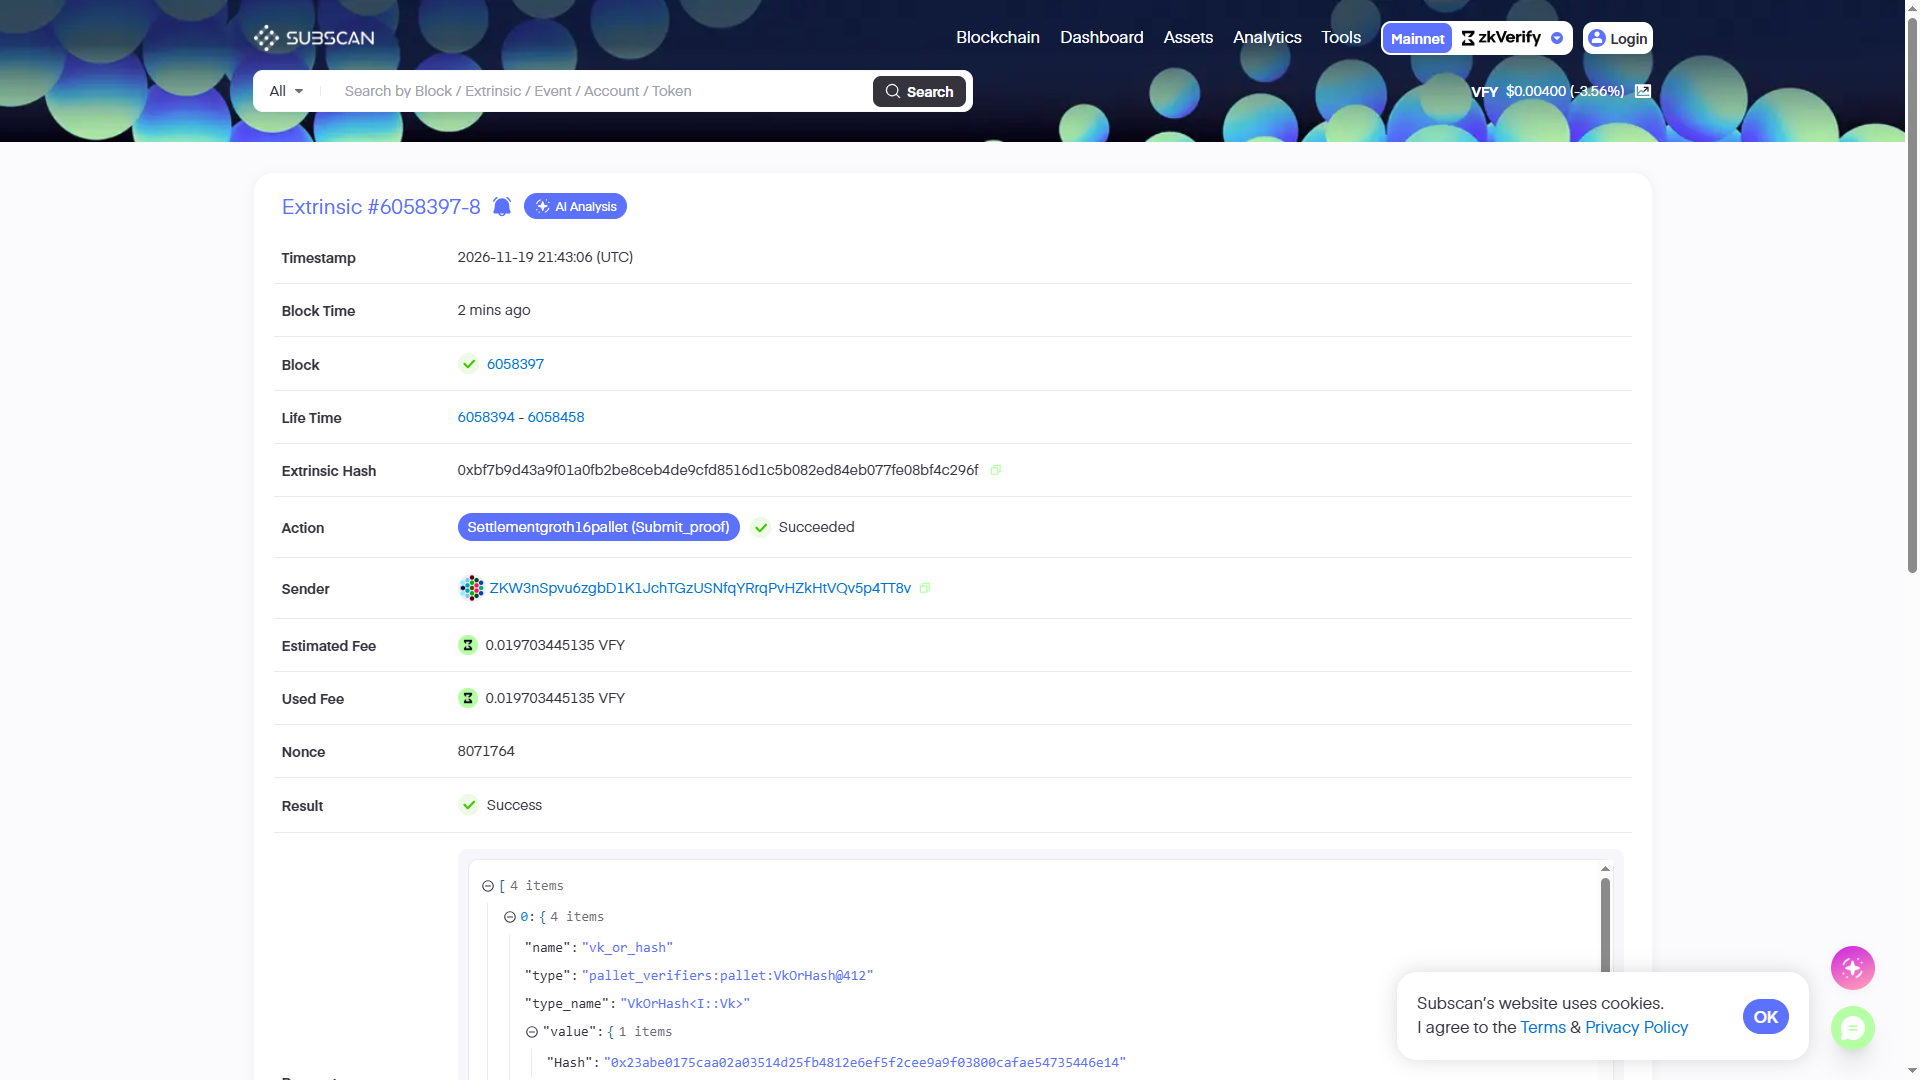 SUBSCAN
Blockchain Dashboard Assets Analytics Tools Mainnet zkVerify Login
All Search by Block / Extrinsic / Event / Account / Token Search
VFY $0.00400 (-3.56%)
Extrinsic #6058397-8 AI Analysis
Timestamp 2026-11-19 21:43:06 (UTC)
Block Time 2 mins ago
Block 6058397
Life Time 6058394 - 6058458
Extrinsic Hash 0xbf7b9d43a9f01a0fb2be8ceb4de9cfd8516d1c5b082ed84eb077fe08bf4c296f
Action Settlementgroth16pallet (Submit_proof) Succeeded
Sender ZKW3nSpvu6zgbD1K1JchTGzUSNfqYRrqPvHZkHtVQv5p4TT8v
Estimated Fee 0.019703445135 VFY
Used Fee 0.019703445135 VFY
Nonce 8071764
Result Success
[ 4 items
0: { 4 items
"name": "vk_or_hash"
"type": "pallet_verifiers:pallet:VkOrHash@412"
"type_name": "VkOrHash<I::Vk>"
"value": { 1 items
"Hash": "0x23abe0175caa02a03514d25fb4812e6ef5f2cee9a9f03800cafae54735446e14"
Subscan's website uses cookies.
I agree to the Terms & Privacy Policy
OK